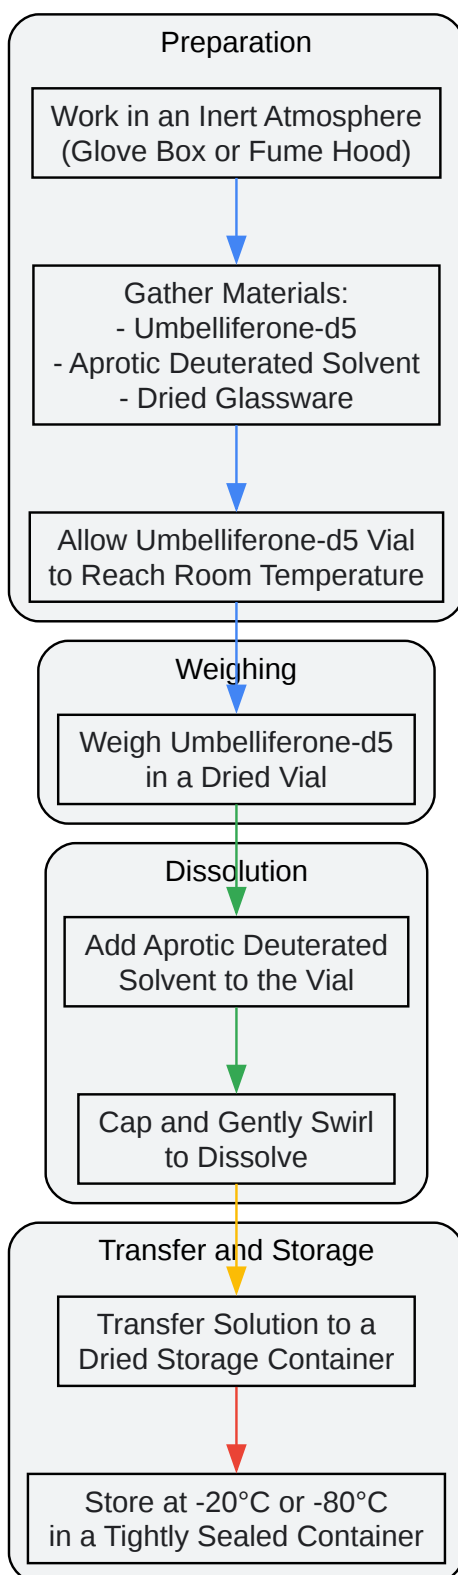 Preparation
Work in an Inert Atmosphere
(Glove Box or Fume Hood)
Gather Materials:
- Umbelliferone-d5
- Aprotic Deuterated Solvent
- Dried Glassware
Allow Umbelliferone-d5 Vial
to Reach Room Temperature
Weighing
Weigh Umbelliferone-d5
in a Dried Vial
Dissolution
Add Aprotic Deuterated
Solvent to the Vial
Cap and Gently Swirl
to Dissolve
Transfer and Storage
Transfer Solution to a
Dried Storage Container
Store at -20°C or -80°C
in a Tightly Sealed Container